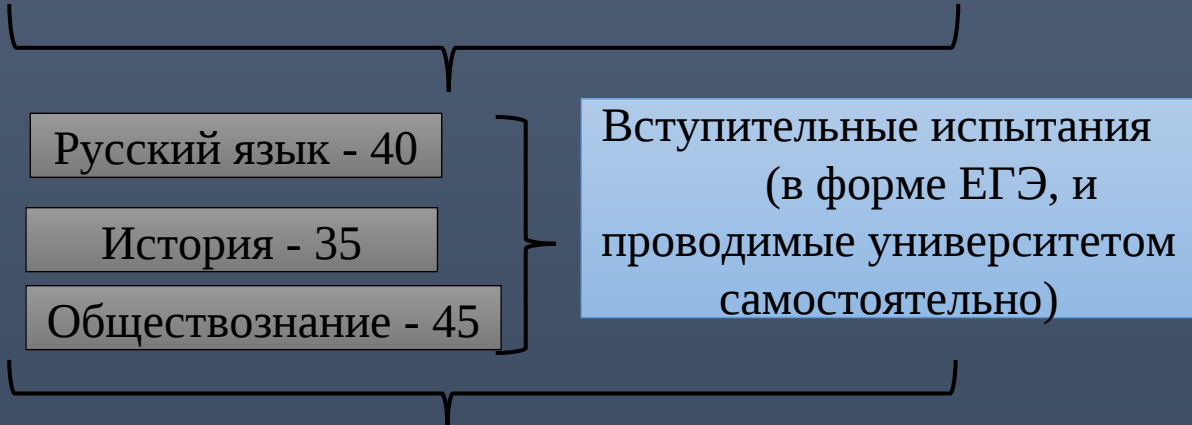 Русский язык - 40
История - 35
Обществознание - 45
Вступительные испытания
(в форме ЕГЭ, и
проводимые университетом
самостоятельно)